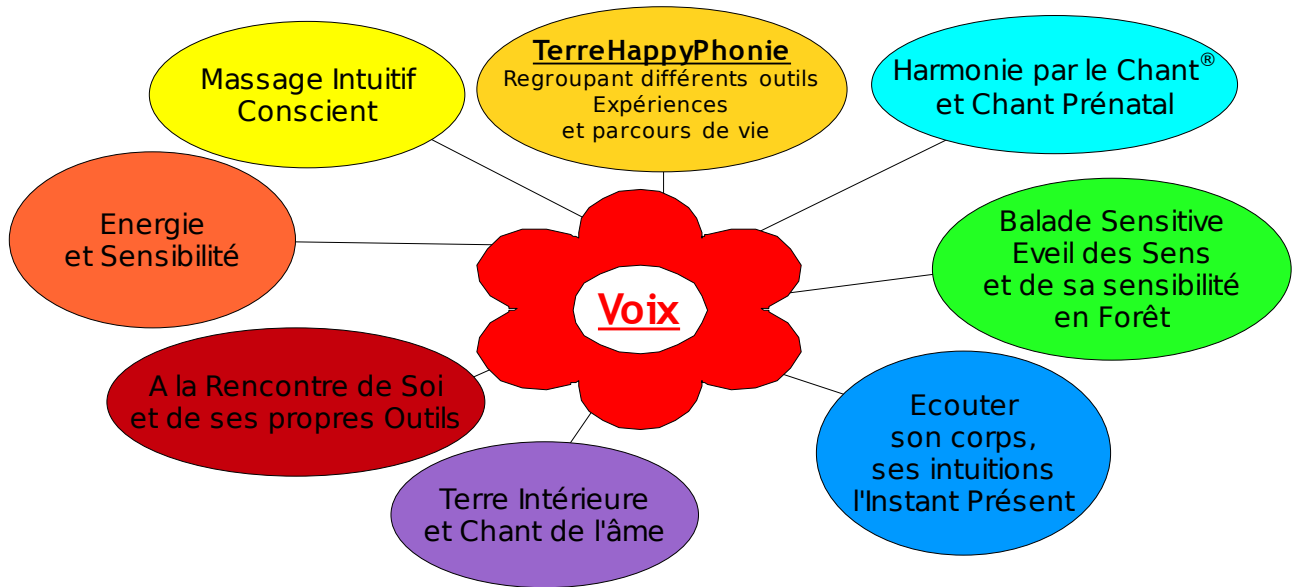 TerreHappyPhonie
Regroupant différents outils
Expériences
et parcours de vie
Massage Intuitif
Conscient
Harmonie par le Chant®
et Chant Prénatal
Energie
et Sensibilité
Balade Sensitive
Eveil des Sens
et de sa sensibilité
en Forêt
Voix
A la Rencontre de Soi
et de ses propres Outils
Ecouter
son corps,
ses intuitions
l'Instant Présent
Terre Intérieure
et Chant de l'âme